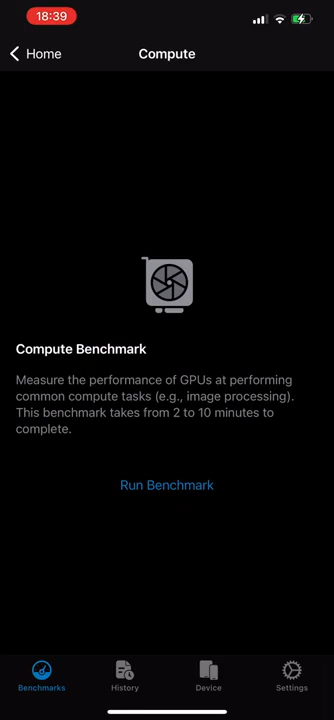 18:39
Home
Compute
Compute Benchmark
Measure the performance of GPUs at performing
common compute tasks (e.g., image processing).
This benchmark takes from 2 to 10 minutes to
complete.
Run Benchmark
Benchmarks
History
Device
Settings